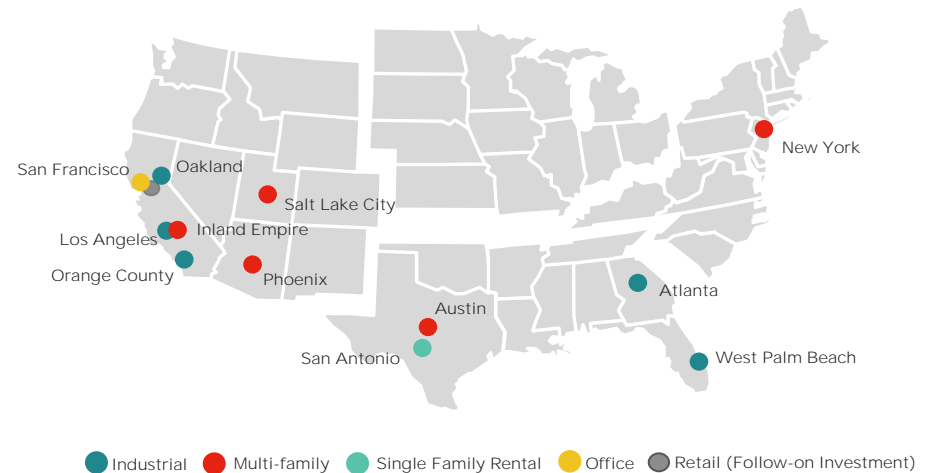 New York
San Francisco
Oakland
Salt Lake City
Inland Empire
Los Angeles
Orange County
Phoenix
Atlanta
Austin
San Antonio
West Palm Beach
Industrial
Multi-family
Single Family Rental
Office
Retail (Follow-on Investment)